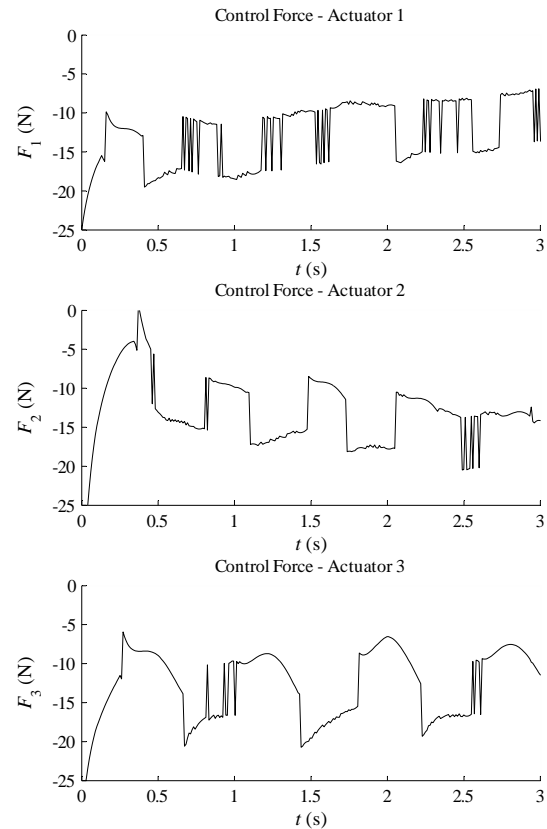 Control Force - Actuator 1
0
-5
-10
-15
-20
-25
F1 (N)
0 0.5 1 1.5 2 2.5 3
t (s)
Control Force - Actuator 2
0
-5
-10
-15
-20
-25
F2 (N)
0 0.5 1 1.5 2 2.5 3
t (s)
Control Force - Actuator 3
0
-5
-10
-15
-20
-25
F3 (N)
0 0.5 1 1.5 2 2.5 3
t (s)